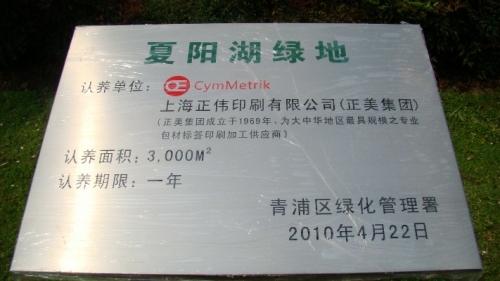 夏阳湖绿地
认养单位: CymMetrik
上海正伟印刷有限公司(正美集团)
(正美集团成立于1969年, 为大中华地区最具规模之专业
包材标签印刷加工供应商)
认养面积: 3,000M²
认养期限: 一年
青浦区绿化管理署
2010年4月22日